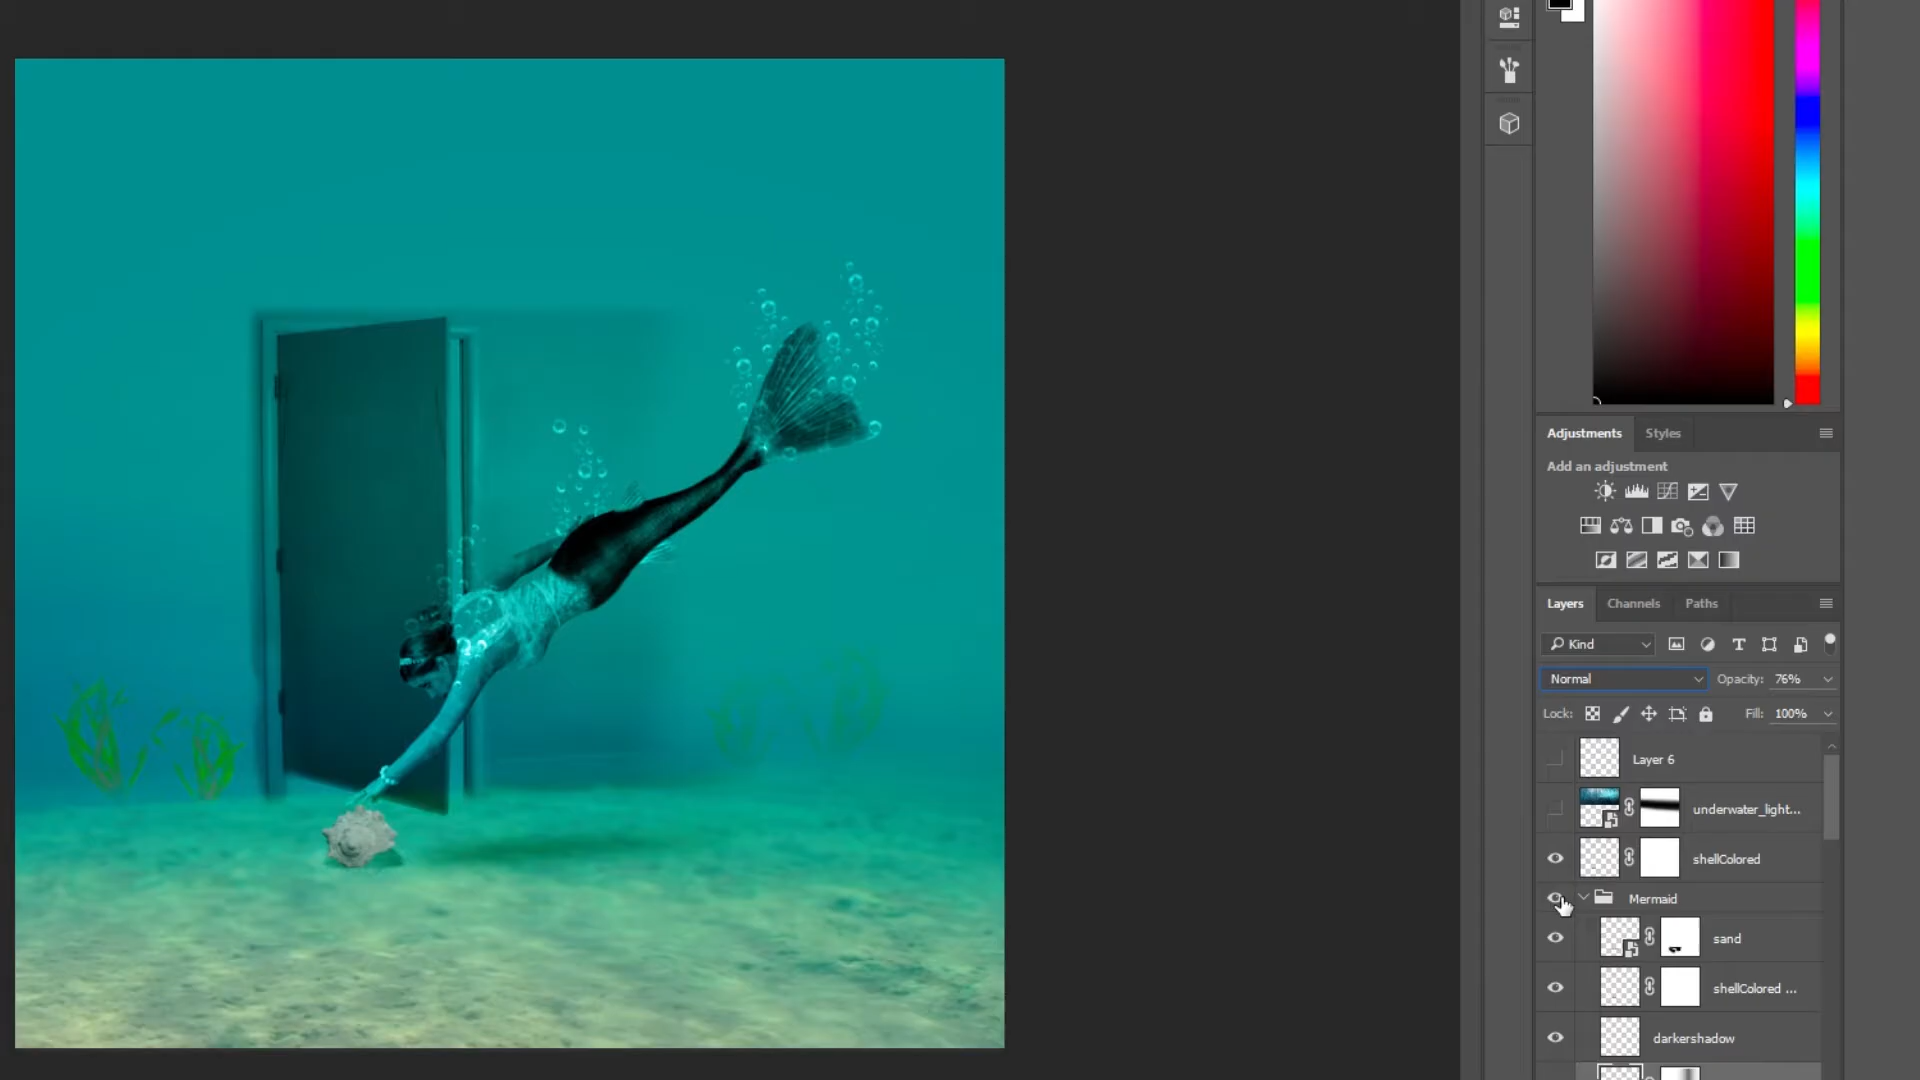 Adjustments Styles
Add an adjustment
Layers Channels Paths
Kind
Normal Opacity: 76%
Lock: Fill: 100%
Layer 6
underwater_light...
shellColored
Mermaid
sand
shellColored ...
darkershadow